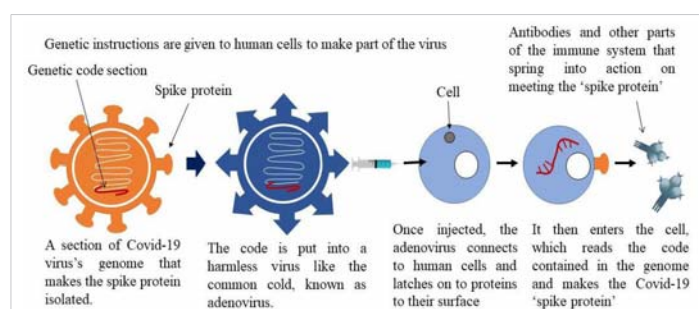 Genetic instructions are given to human cells to make part of the virus
Genetic code section
Spike protein
Cell
Antibodies and other parts
of the immune system that
spring into action on
meeting the ‘spike protein’
A section of Covid-19
virus’s genome that
makes the spike protein
isolated.
The code is put into a
harmless virus like the
common cold, known as
adenovirus.
Once injected, the
adenovirus connects
to human cells and
latches on to proteins
to their surface
It then enters the cell,
which reads the code
contained in the genome
and makes the Covid-19
‘spike protein’